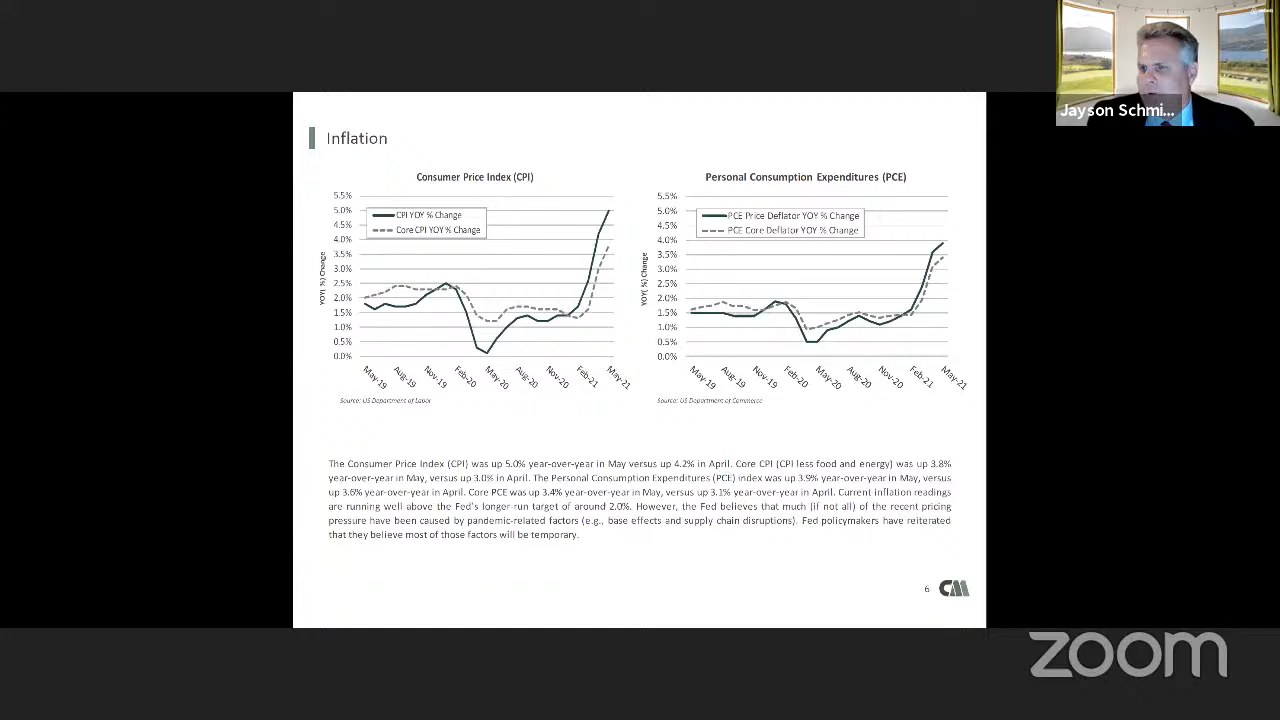 Jayson Schmi...
Inflation
Consumer Price Index (CPI)
5.5%
5.0%
4.5%
4.0%
3.5%
3.0%
2.5%
2.0%
1.5%
1.0%
0.5%
0.0%
YOY( %) Change
CPI YOY % Change
Core CPI YOY % Change
May-19
Aug-19
Nov-19
Feb-20
May-20
Aug-20
Nov-20
Feb-21
May-21
Source: US Department of Labor
Personal Consumption Expenditures (PCE)
5.5%
5.0%
4.5%
4.0%
3.5%
3.0%
2.5%
2.0%
1.5%
1.0%
0.5%
0.0%
YOY( %) Change
PCE Price Deflator YOY % Change
PCE Core Deflator YOY % Change
May-19
Aug-19
Nov-19
Feb-20
May-20
Aug-20
Nov-20
Feb-21
May-21
Source: US Department of Commerce
The Consumer Price Index (CPI) was up 5.0% year-over-year in May versus up 4.2% in April. Core CPI (CPI less food and energy) was up 3.8%
year-over-year in May, versus up 3.0% in April. The Personal Consumption Expenditures (PCE) index was up 3.9% year-over-year in May, versus
up 3.6% year-over-year in April. Core PCE was up 3.4% year-over-year in May, versus up 3.1% year-over-year in April. Current inflation readings
are running well above the Fed's longer-run target of around 2.0%. However, the Fed believes that much (if not all) of the recent pricing
pressure have been caused by pandemic-related factors (e.g., base effects and supply chain disruptions). Fed policymakers have reiterated
that they believe most of those factors will be temporary.
6
CM
zoom